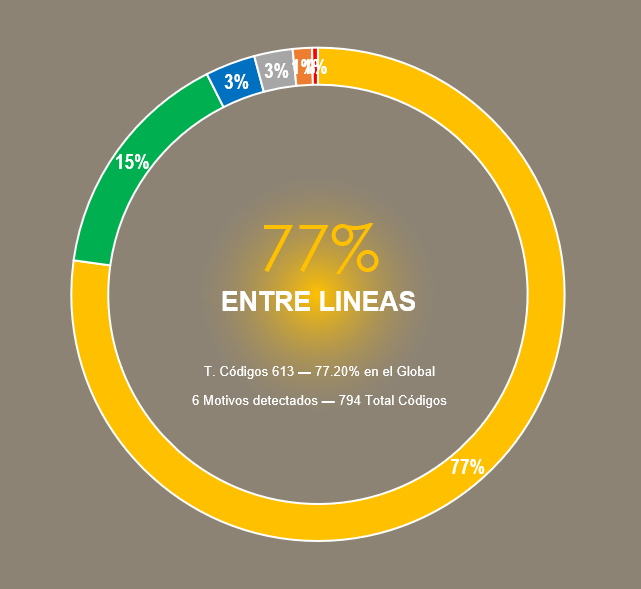 3%
3%
1%
15%
77%
ENTRE LINEAS
T. Códigos 613 — 77.20% en el Global
6 Motivos detectados — 794 Total Códigos
77%